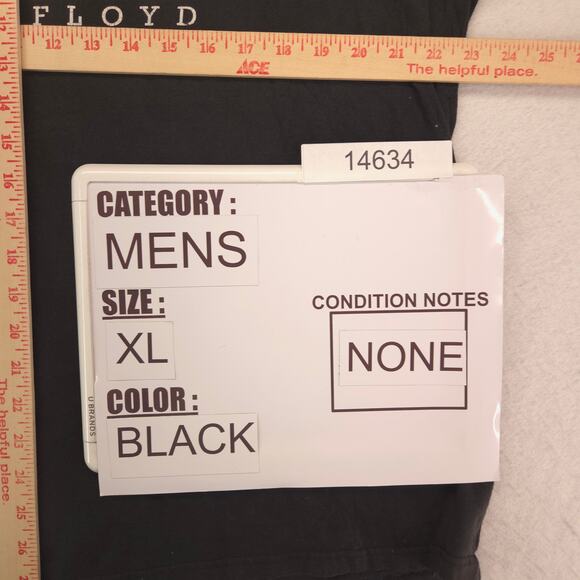 FLOYD
12 13 14 15 16 17 18 19 20 21 22 23 24 25
ACE
The helpful place.
14634
CATEGORY :
MENS
SIZE :
XL
CONDITION NOTES
NONE
COLOR :
BLACK
U BRANDS
13 14 15 16 17 18 19 20 21 22 23 24 25 26
The helpful place.